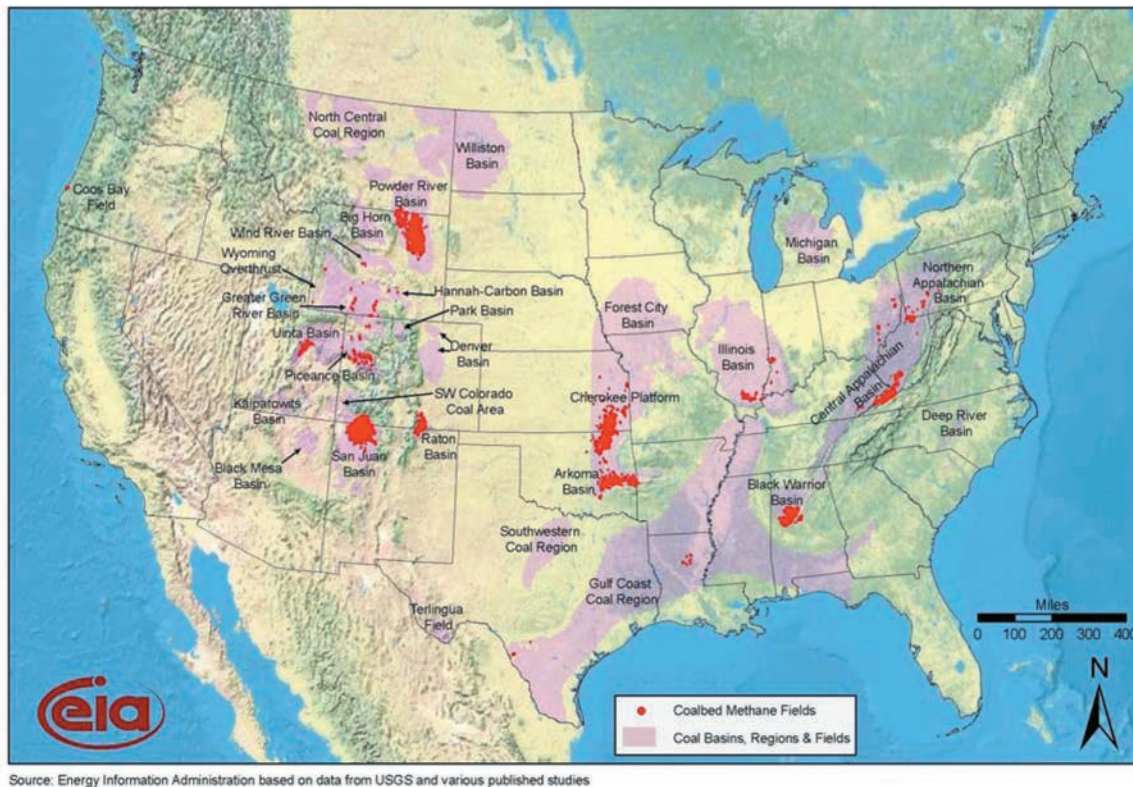 North Central
Coal Region
Williston
Basin
Coos Bay
Field
Powder River
Basin
Big Horn
Basin
Wind River Basin
Wyoming
Overthrust
Michigan
Basin
Northern
Appalachian
Basin
Greater Green
River Basin
Hannah-Carbon Basin
Park Basin
Forest City
Basin
Uinta Basin
Denver
Basin
Illinois
Basin
Piceance Basin
Central Appalachian
Basin
SW Colorado
Coal Area
Kaiparowits
Basin
Cherokee Platform
Deep River
Basin
Raton
Basin
San Juan
Basin
Black Mesa
Basin
Arkoma
Basin
Black Warrior
Basin
Southwestern
Coal Region
Gulf Coast
Coal Region
Terlingua
Field
Miles
0 100 200 300 400
N
eia
Coalbed Methane Fields
Coal Basins, Regions & Fields
Source: Energy Information Administration based on data from USGS and various published studies